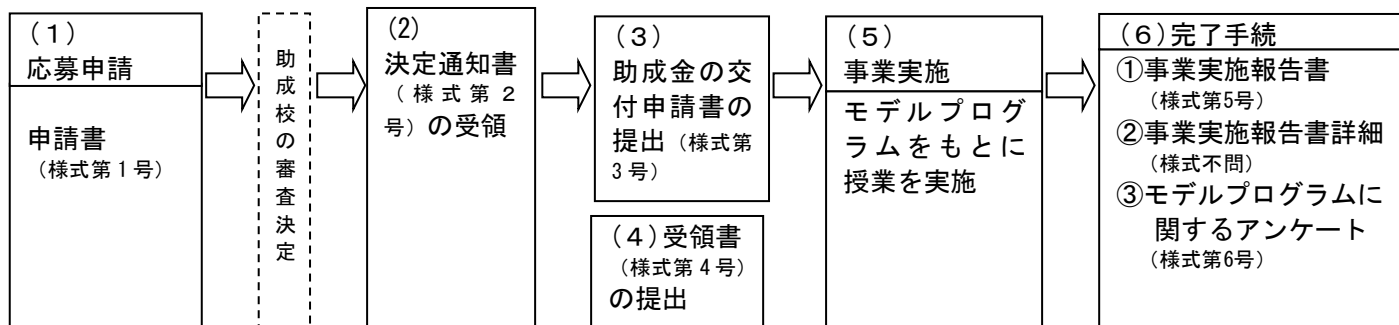 （１）
応募申請
申請書
（様式第１号）
助成校の審査決定
(2)
決定通知書
（様式第２
号）の受領
（３）
助成金の交
付申請書の
提出（様式第
３号）
（４）受領書
（様式第４号）
の提出
（５）
事業実施
モデルプログ
ラムをもとに
授業を実施
（６）完了手続
①事業実施報告書
（様式第5号）
②事業実施報告書詳細
（様式不問）
③モデルプログラムに
関するアンケート
（様式第6号）